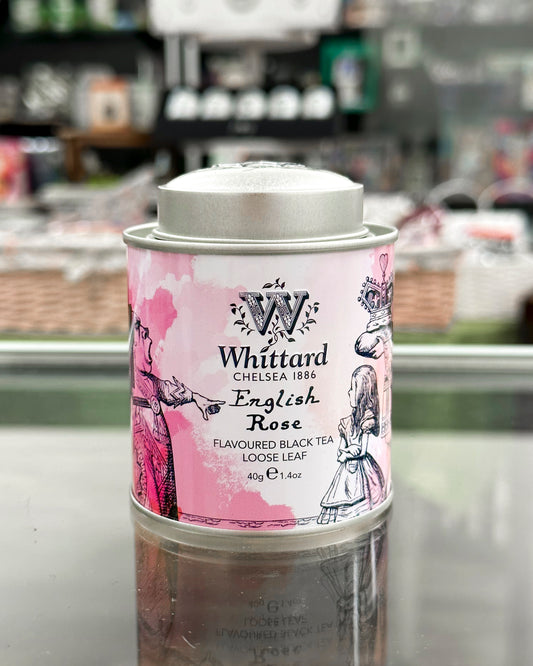 W
Whittard
CHELSEA 1886
English
Rose
FLAVOURED BLACK TEA
LOOSE LEAF
40g e 1.4oz